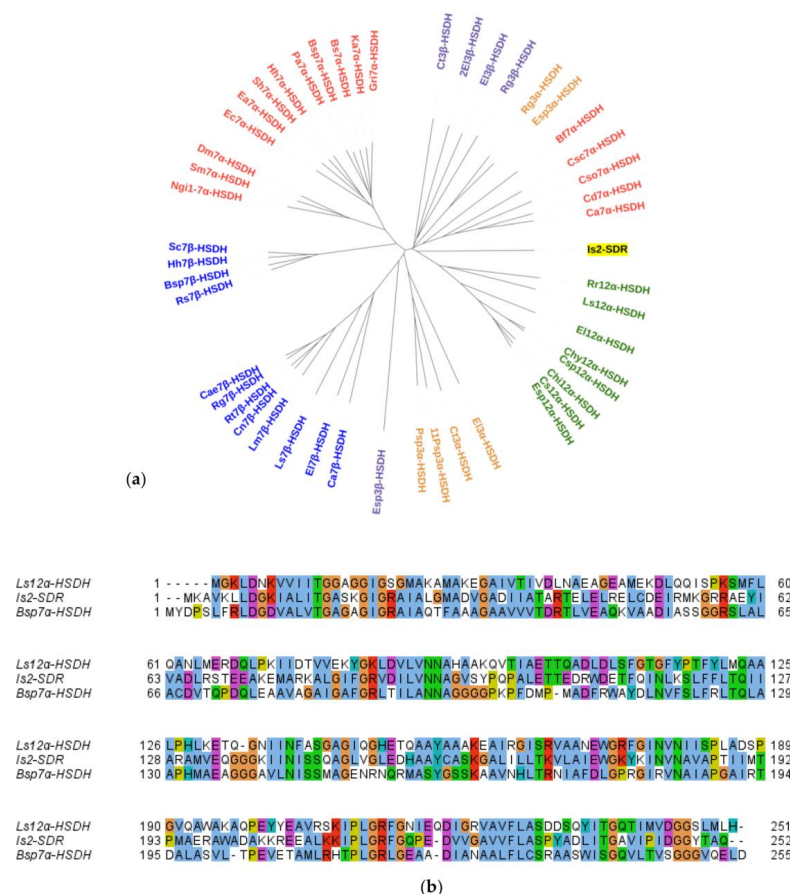 Ct3β-HSDH
2El3β-HSDH
El3β-HSDH
Rg3β-HSDH
Rg3α-HSDH
Esp3α-HSDH
Bf7α-HSDH
Csc7α-HSDH
Cso7α-HSDH
Cd7α-HSDH
Ca7α-HSDH
Is2-SDR
Rr12α-HSDH
Ls12α-HSDH
El12α-HSDH
Chy12α-HSDH
Csp12α-HSDH
Chi12α-HSDH
Cs12α-HSDH
Esp12α-HSDH
El3α-HSDH
Ct3α-HSDH
11Psp3α-HSDH
Psp3α-HSDH
Esp3β-HSDH
Ca7β-HSDH
El7β-HSDH
Ls7β-HSDH
Lm7β-HSDH
Cn7β-HSDH
Rt7β-HSDH
Rg7β-HSDH
Cae7β-HSDH
Rs7β-HSDH
Bsp7β-HSDH
Hh7β-HSDH
Sc7β-HSDH
Ngi1-7α-HSDH
Sm7α-HSDH
Dm7α-HSDH
Ec7α-HSDH
Ea7α-HSDH
Sh7α-HSDH
Hh7α-HSDH
Pa7α-HSDH
Bsp7α-HSDH
Bs7α-HSDH
Ka7α-HSDH
Gri7α-HSDH
(a)
Ls12α-HSDH 1 -----MGKLDNKVVIITGGAGGIGSGMAKAMAKEGAIVTIVDLNAEAGEAMEKDLQQISPKSMFL 60
Is2-SDR 1 --MKAVKLLDGKIALITGASKGIGRAIALGMADVGADIIATARTELELRELCDEIRMKGRRAEYI 62
Bsp7α-HSDH 1 MYDPSLFRLDGDVALVTGAGAGIGRAIAQTFAAAGAAVVVTDRTLVEAQKVAADIASSGGRSLAL 65
Ls12α-HSDH 61 QANLMERDQLPKIIDTVVEKYGKLDVLVNNAHAAKQVTIAETTQADLDLSFGTGFYPTFYLMQAA 125
Is2-SDR 63 VADLRSTEEAKEMARKALGIFGRVDILVNNAGVSYPQPALETTEDRWDETFQINLKSLFFLTQII 127
Bsp7α-HSDH 66 ACDVTQPDQLEAAVAGAIGAFGRLTILANNAGGGGPKPFDMP-MADFRWAYDLNVFSLFRLTQLA 129
Ls12α-HSDH 126 LPHLKETQ-GNIINFASGAGIQGHETQAAYAAAKEAIRGISRVAANEWGRFGINVNIISPLADSP 189
Is2-SDR 128 ARAMVEQGGGKIINISSQAGLVGLEDHAAYCASKGALILLTKVLAIEWGKYKINVNAVAPTIIMT 192
Bsp7α-HSDH 130 APHMAEAGGGAVLNISSMAGENRNQRMASYGSSKAAVNHLTRNIAFDLGPRGIRVNAIAPGAIRT 194
Ls12α-HSDH 190 GVQAWAKAQPEYYEAVRSKIPLGRFGNIEQDIGRVAVFLASDDSQYITGQTIMVDGGSLMLH- 251
Is2-SDR 193 PMAERAWADAKKREEALKKIPLGRFGQPE-DVVGAVVFLASPYADLITGAVIPIDGGYTAQ--
Bsp7α-HSDH 195 DALASVL-TPEVETAMLRHTPLGRLGEAA-DIANAALFLCSRAASWISGQVLTVSGGGVQELD 255
(b)